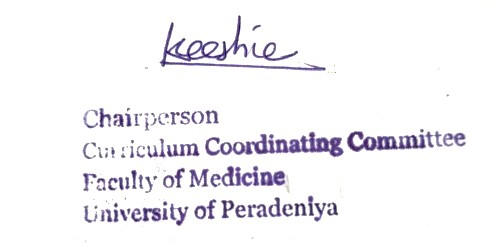 Keeshie
Chairperson
Curriculum Coordinating Committee
Faculty of Medicine
University of Peradeniya